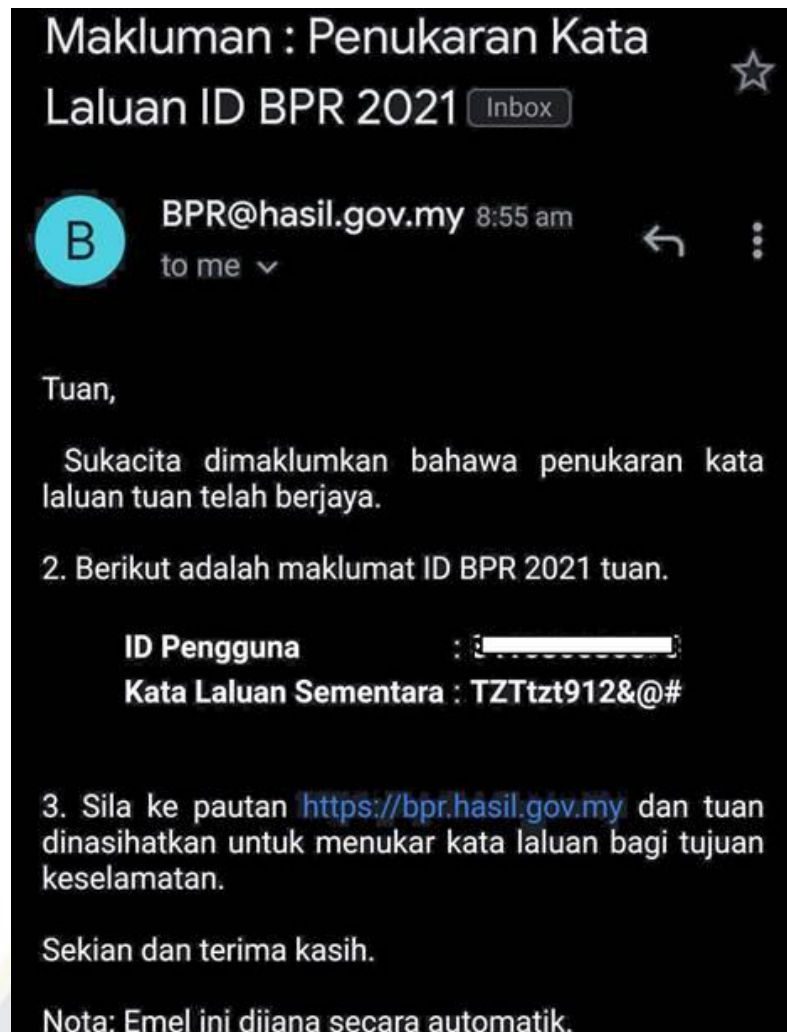 Makluman : Penukaran Kata
Laluan ID BPR 2021 Inbox
B
BPR@hasil.gov.my 8:55 am
to me
Tuan,
Sukacita dimaklumkan bahawa penukaran kata
laluan tuan telah berjaya.
2. Berikut adalah maklumat ID BPR 2021 tuan.
ID Pengguna :
Kata Laluan Sementara : TZTtzt912&@#
3. Sila ke pautan https://bpr.hasil.gov.my dan tuan
dinasihatkan untuk menukar kata laluan bagi tujuan
keselamatan.
Sekian dan terima kasih.
Nota: Emel ini dijana secara automatik.